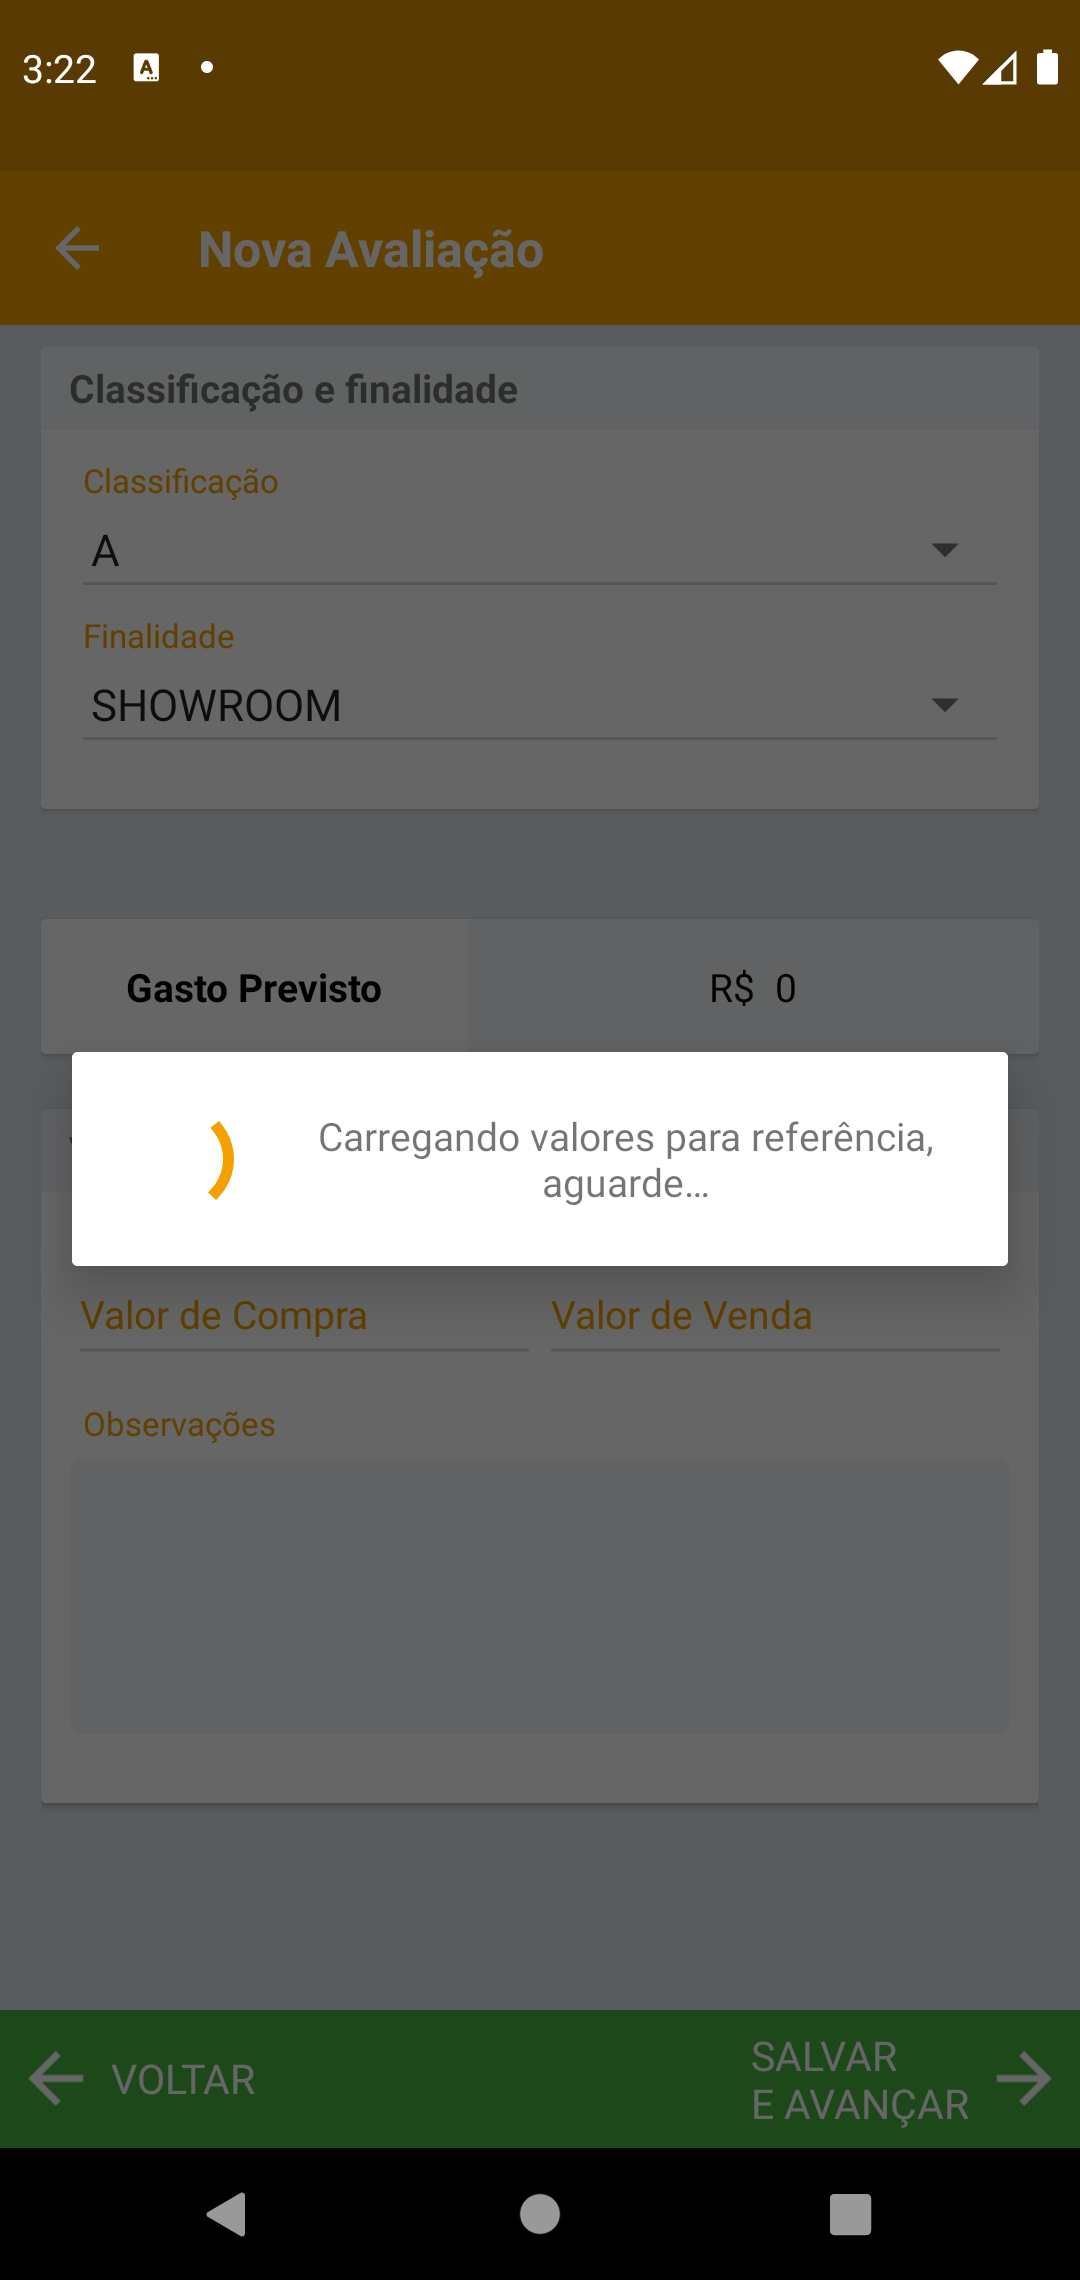 3:22
Nova Avaliação
Classificação e finalidade
Classificação
A
Finalidade
SHOWROOM
Gasto Previsto
R$ 0
Carregando valores para referência,
aguarde...
Valor de Compra
Valor de Venda
Observações
VOLTAR
SALVAR
E AVANÇAR